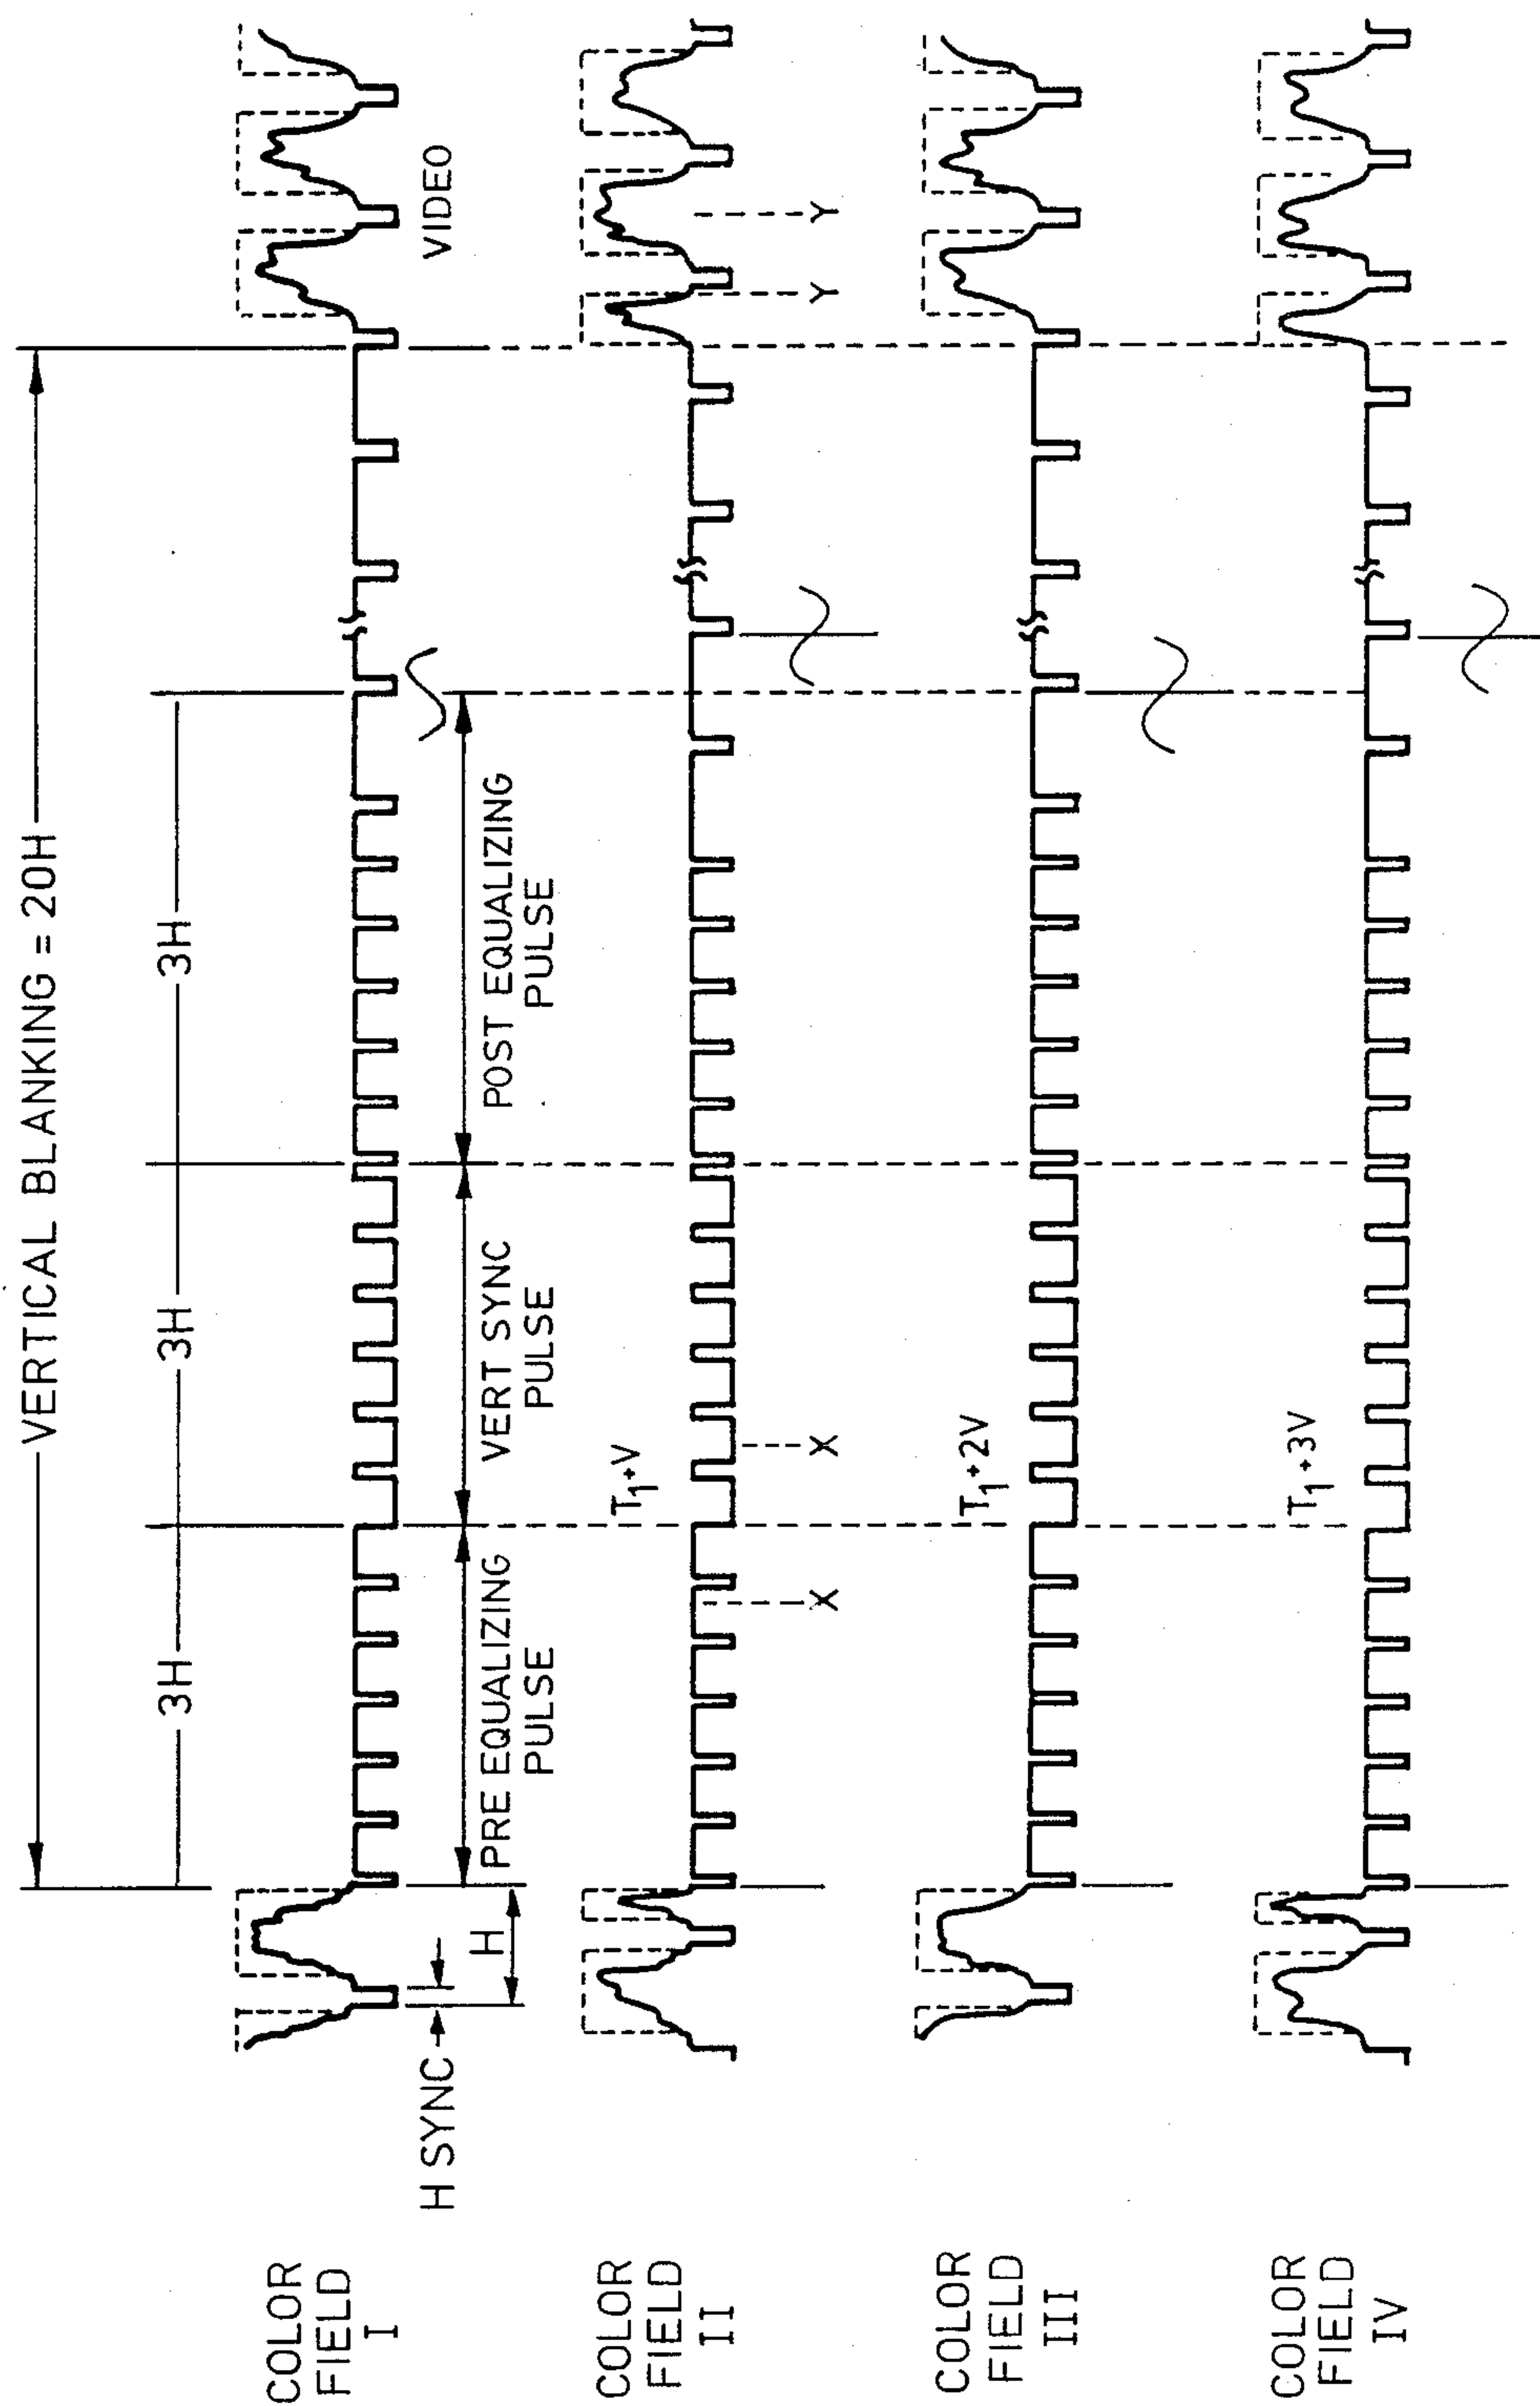 VERTICAL BLANKING = 20H
3H
3H
3H
COLOR
FIELD
I
H SYNC
H
PRE EQUALIZING
PULSE
VERT SYNC
PULSE
POST EQUALIZING
PULSE
VIDEO
COLOR
FIELD
II
T1+V
X
X
Y
Y
COLOR
FIELD
III
T1+2V
COLOR
FIELD
IV
T1+3V